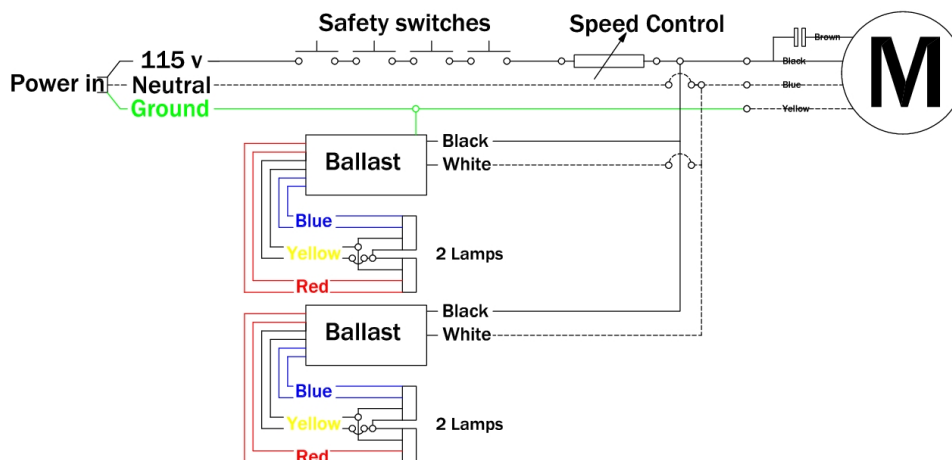 Safety switches
Speed Control
Brown
115 v
Black
Power in
Neutral
Blue
Ground
Yellow
M
Black
Ballast
White
Blue
Yellow
2 Lamps
Red
Black
Ballast
White
Blue
Yellow
2 Lamps
Red